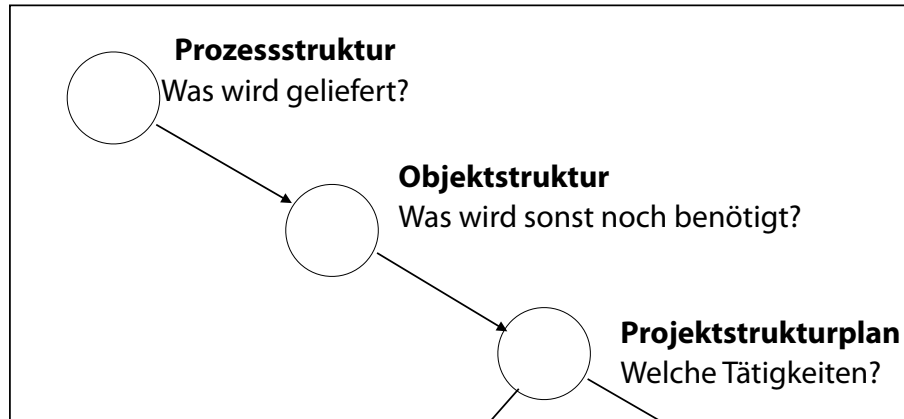 Prozessstruktur
Was wird geliefert?
Objektstruktur
Was wird sonst noch benötigt?
Projektstrukturplan
Welche Tätigkeiten?